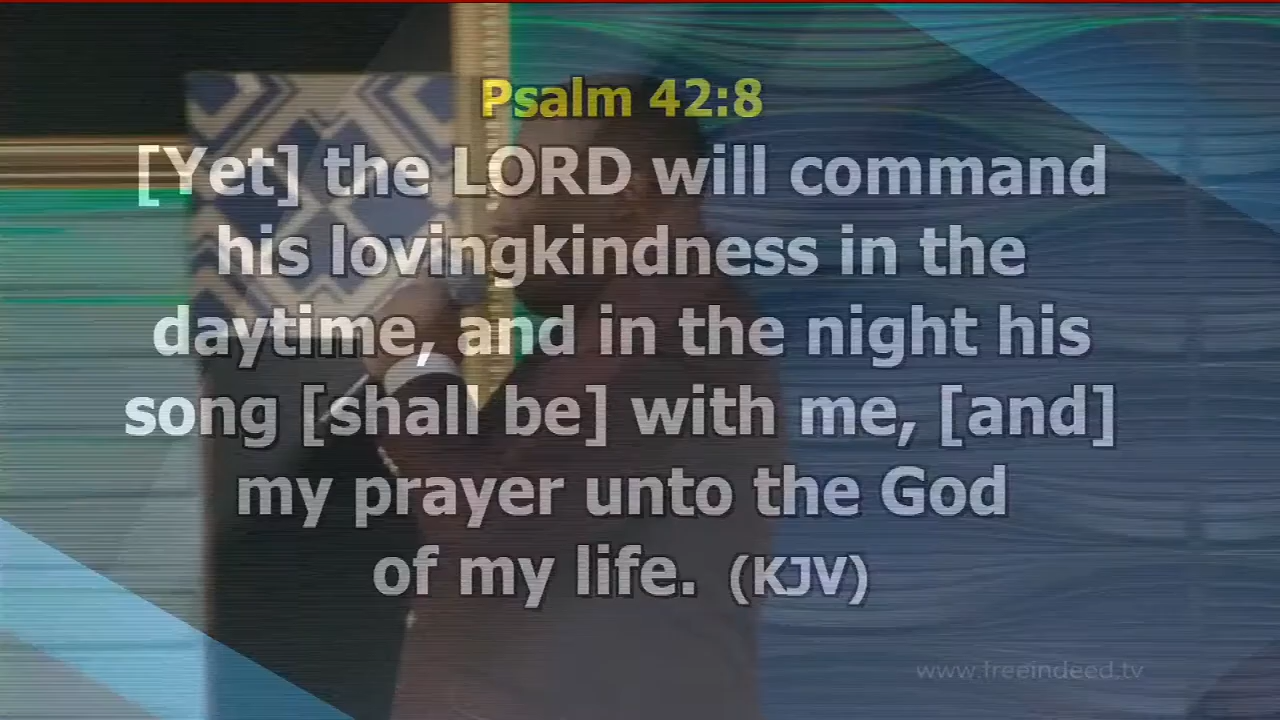 Psalm 42:8
[Yet] the LORD will command
his lovingkindness in the
daytime, and in the night his
song [shall be] with me, [and]
my prayer unto the God
of my life. (KJV)
www.freeindeed.tv